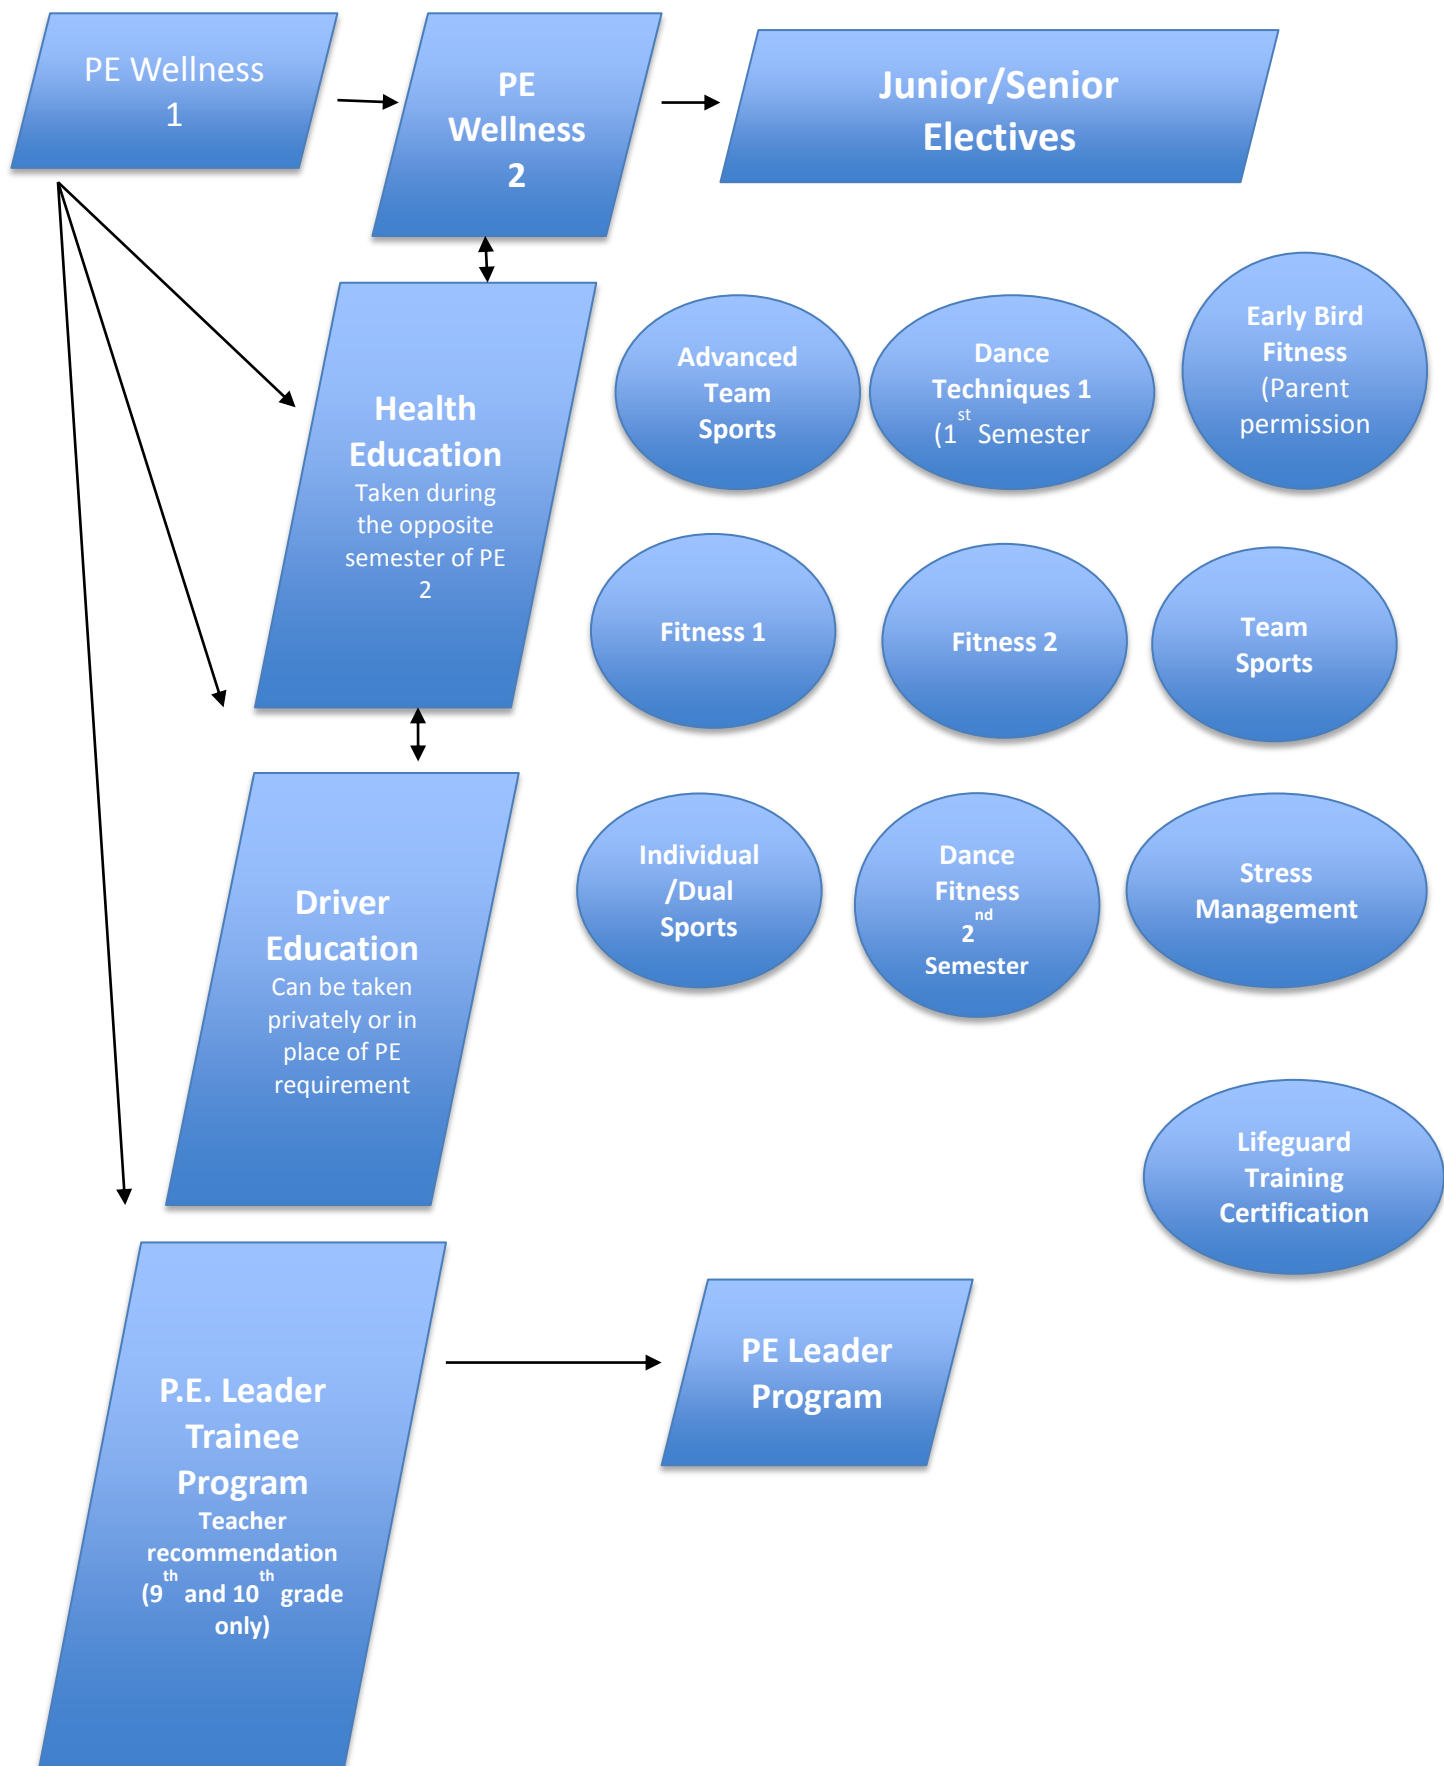 PE Wellness
1
PE
Wellness
2
Junior/Senior
Electives
Health
Education
Taken during
the opposite
semester of PE
2
Advanced
Team
Sports
Dance
Techniques 1
(1st Semester
Early Bird
Fitness
(Parent
permission
Fitness 1
Fitness 2
Team
Sports
Driver
Education
Can be taken
privately or in
place of PE
requirement
Individual
/Dual
Sports
Dance
Fitness
2nd
Semester
Stress
Management
Lifeguard
Training
Certification
P.E. Leader
Trainee
Program
Teacher
recommendation
(9th and 10th grade
only)
PE Leader
Program